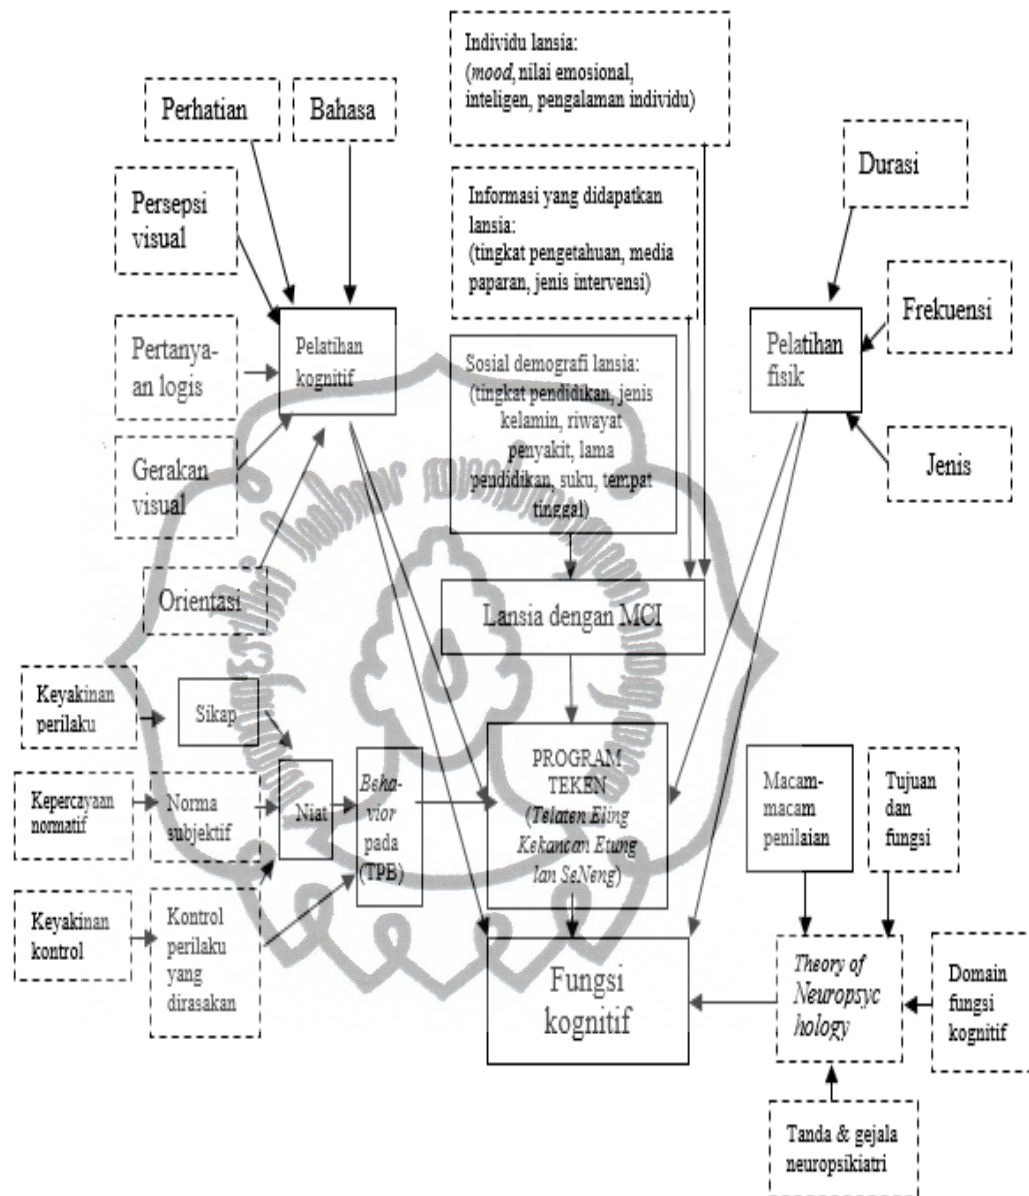 Individu lansia:
(mood, nilai emosional,
inteligen, pengalaman individu)
Perhatian
Bahasa
Durasi
Persepsi
visual
Informasi yang didapatkan
lansia:
(tingkat pengetahuan, media
paparan, jenis intervensi)
Frekuensi
Pertanya-
an logis
Pelatihan
kognitif
Sosial demografi lansia:
(tingkat pendidikan, jenis
kelamin, riwayat
penyakit, lama
pendidikan, suku, tempat
tinggal)
Pelatihan
fisik
Gerakan
visual
Jenis
Orientasi
Lansia dengan MCI
Keyakinan
perilaku
Sikap
Kepercayaan
normatif
Norma
subjektif
Niat
Beha-
vior
pada
(TPB)
PROGRAM
TEKEN
(Telaten Eling
Kekancan Etung
lan SeNeng)
Macam-
macam
penilaian
Tujuan
dan
fungsi
Keyakinan
kontrol
Kontrol
perilaku
yang
dirasakan
Fungsi
kognitif
Theory of
Neuropsyc
hology
Domain
fungsi
kognitif
Tanda & gejala
neuropsikiatri